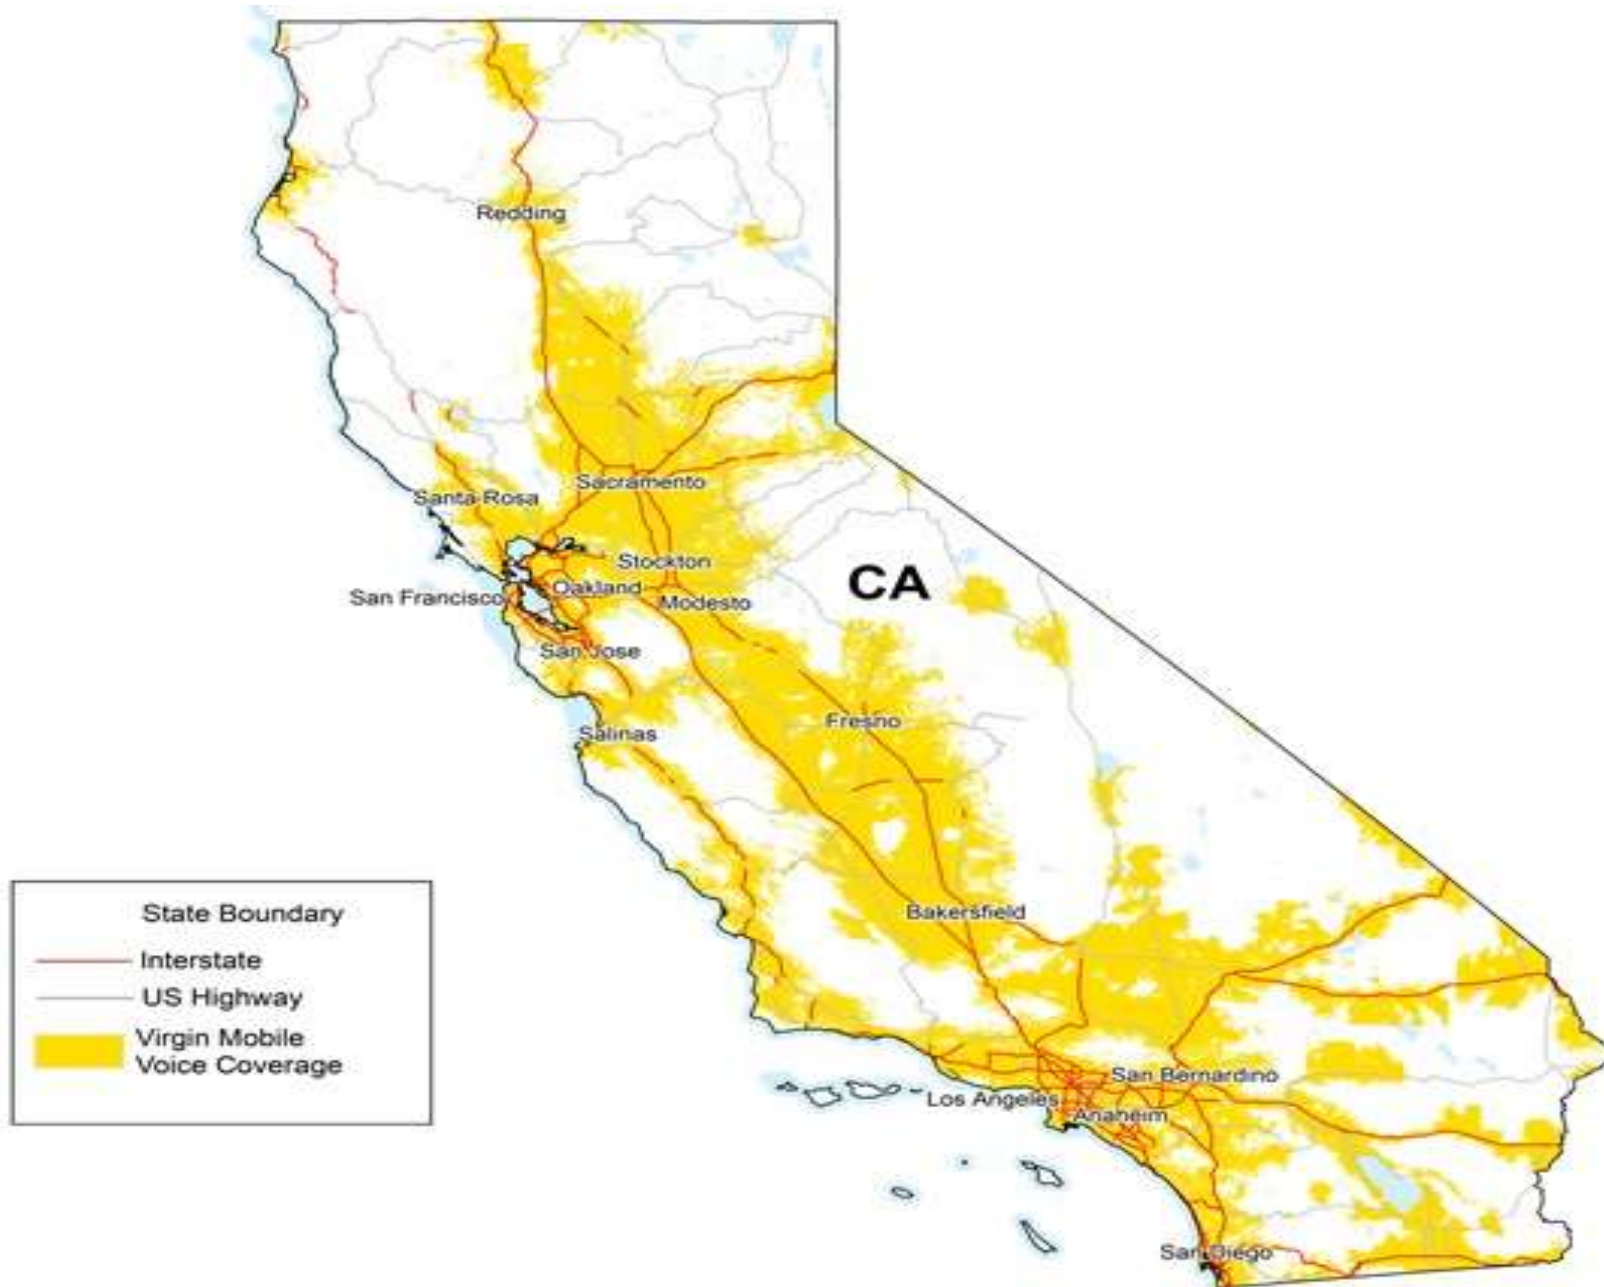 Redding
Sacramento
Santa Rosa
Stockton
CA
Oakland
San Francisco
Modesto
San Jose
Fresno
Salinas
Bakersfield
State Boundary
Interstate
US Highway
Virgin Mobile
Voice Coverage
San Bernardino
Los Angeles
Anaheim
San Diego